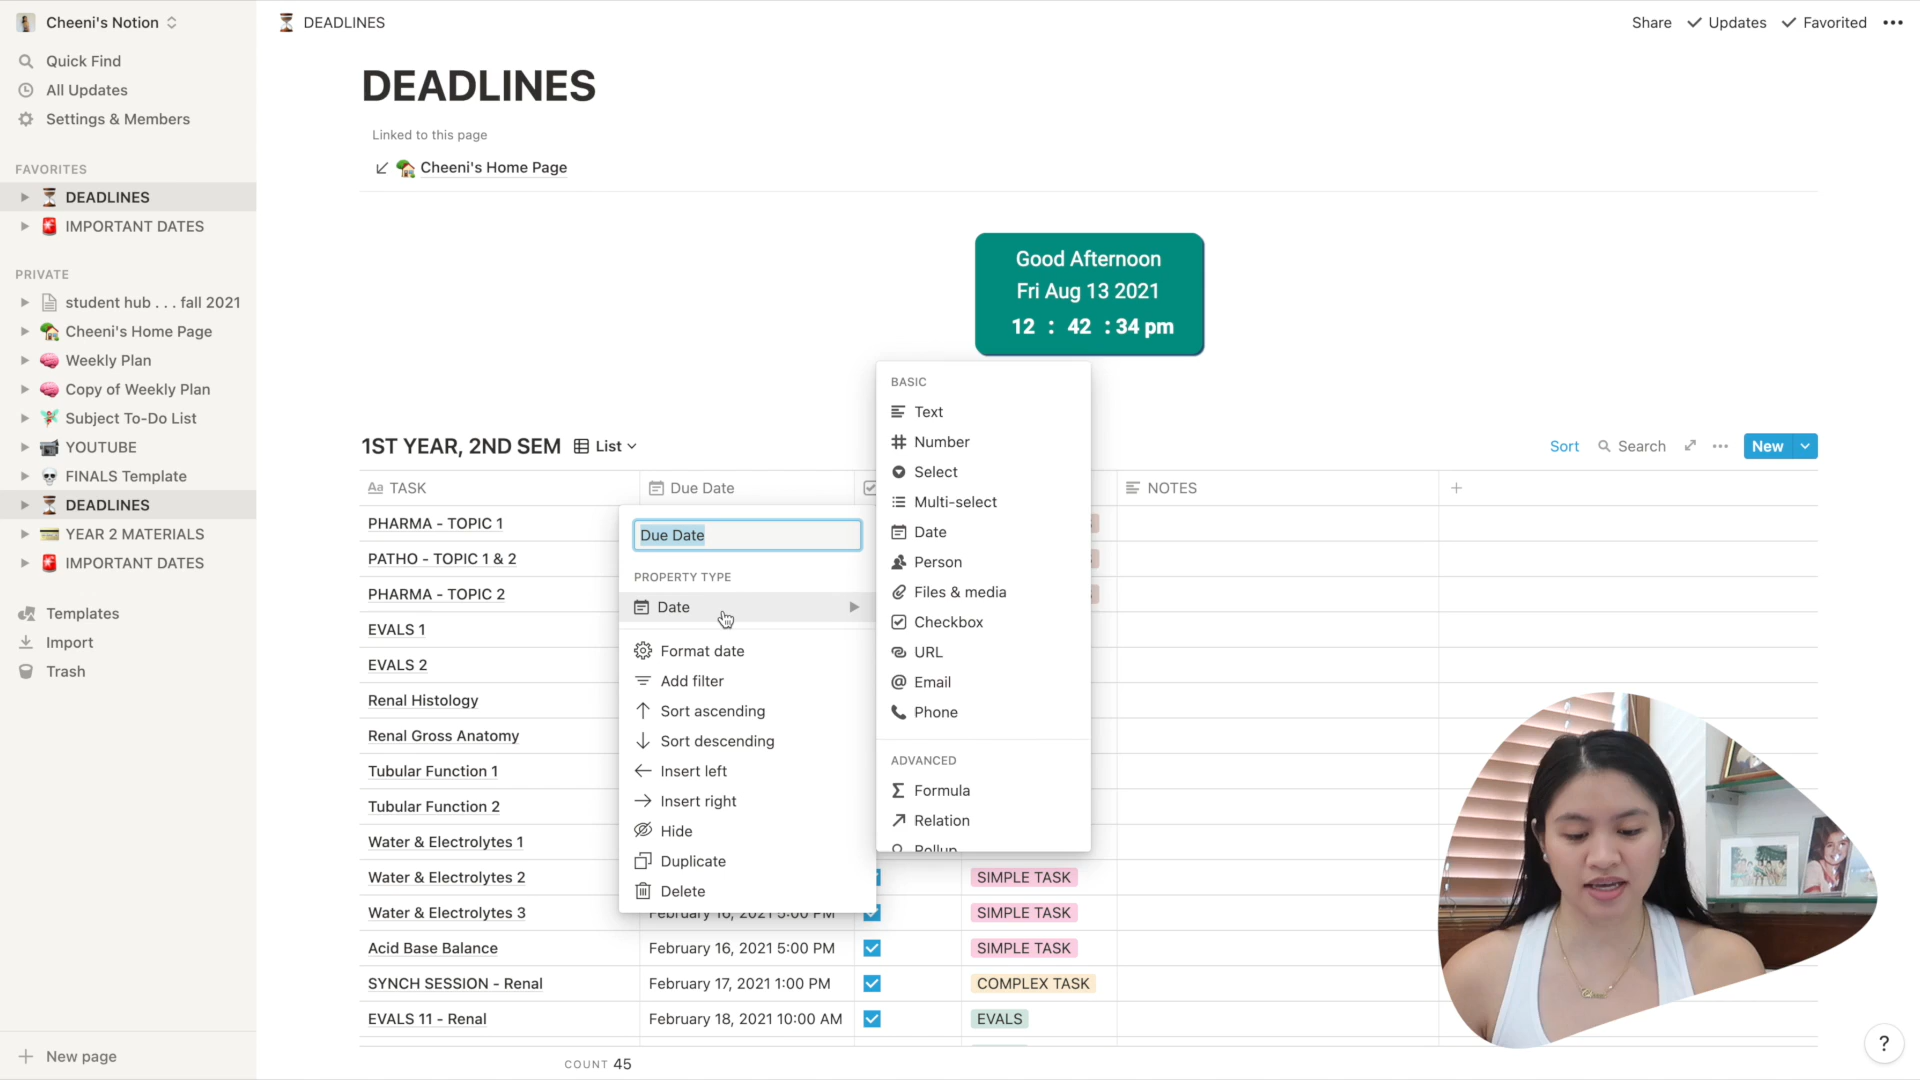 Cheeni's Notion
Quick Find
All Updates
Settings & Members
FAVORITES
DEADLINES
IMPORTANT DATES
PRIVATE
student hub . . . fall 2021
Cheeni's Home Page
Weekly Plan
Copy of Weekly Plan
Subject To-Do List
YOUTUBE
FINALS Template
DEADLINES
YEAR 2 MATERIALS
IMPORTANT DATES
Templates
Import
Trash
New page
DEADLINES
Share
Updates
Favorited
DEADLINES
Linked to this page
Cheeni's Home Page
Good Afternoon
Fri Aug 13 2021
12 : 42 : 34 pm
1ST YEAR, 2ND SEM
List
Sort
Search
New
Aa TASK
Due Date
NOTES
PHARMA - TOPIC 1
PATHO - TOPIC 1 & 2
PHARMA - TOPIC 2
EVALS 1
EVALS 2
Renal Histology
Renal Gross Anatomy
Tubular Function 1
Tubular Function 2
Water & Electrolytes 1
Water & Electrolytes 2 SIMPLE TASK
Water & Electrolytes 3 February 16, 2021 5:00 PM SIMPLE TASK
Acid Base Balance February 16, 2021 5:00 PM SIMPLE TASK
SYNCH SESSION - Renal February 17, 2021 1:00 PM COMPLEX TASK
EVALS 11 - Renal February 18, 2021 10:00 AM EVALS
COUNT 45
Due Date
PROPERTY TYPE
Date
Format date
Add filter
Sort ascending
Sort descending
Insert left
Insert right
Hide
Duplicate
Delete
BASIC
Text
Number
Select
Multi-select
Date
Person
Files & media
Checkbox
URL
@ Email
Phone
ADVANCED
Σ Formula
Relation
Rollup
?